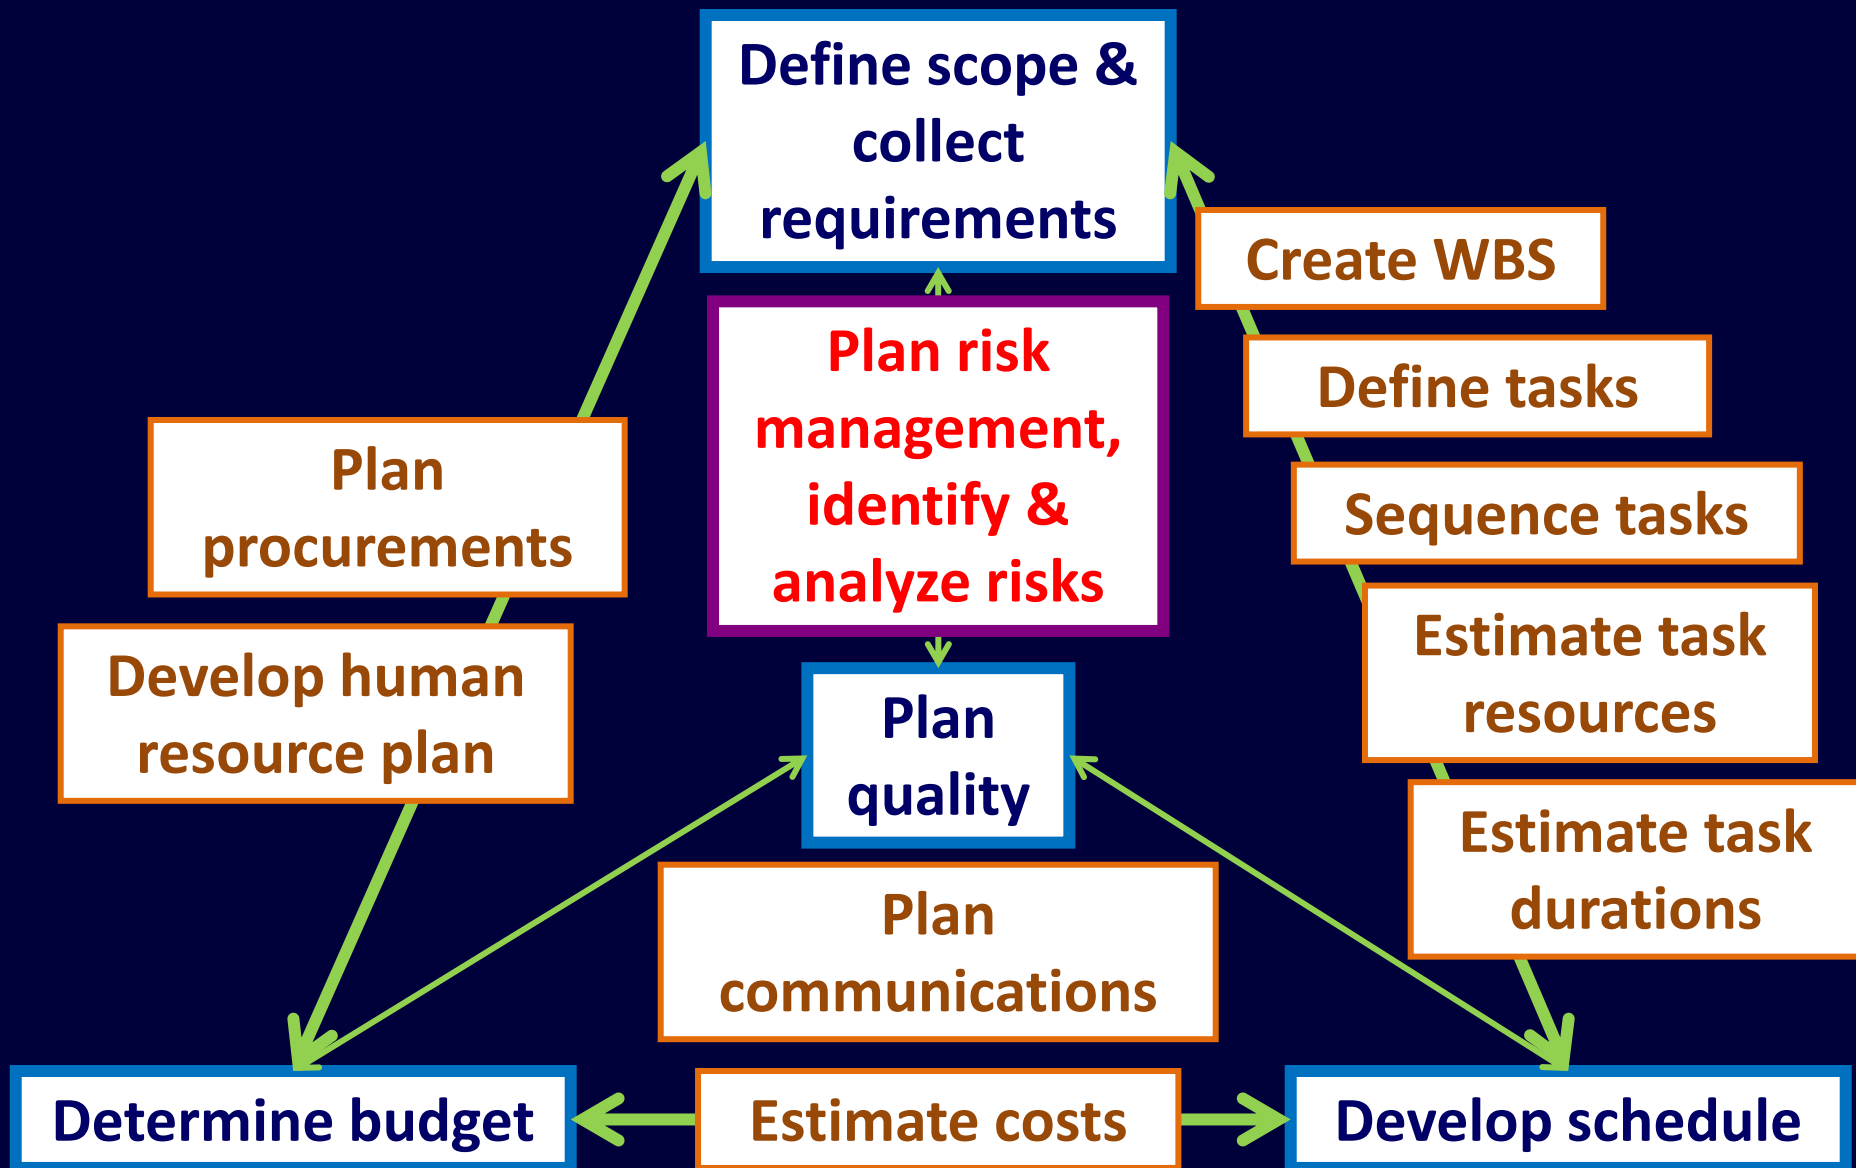 Define scope &
collect
requirements
Create WBS
Plan risk
management,
identify &
analyze risks
Define tasks
Plan
procurements
Sequence tasks
Estimate task
resources
Develop human
resource plan
Plan
quality
Estimate task
durations
Plan
communications
Determine budget
Estimate costs
Develop schedule